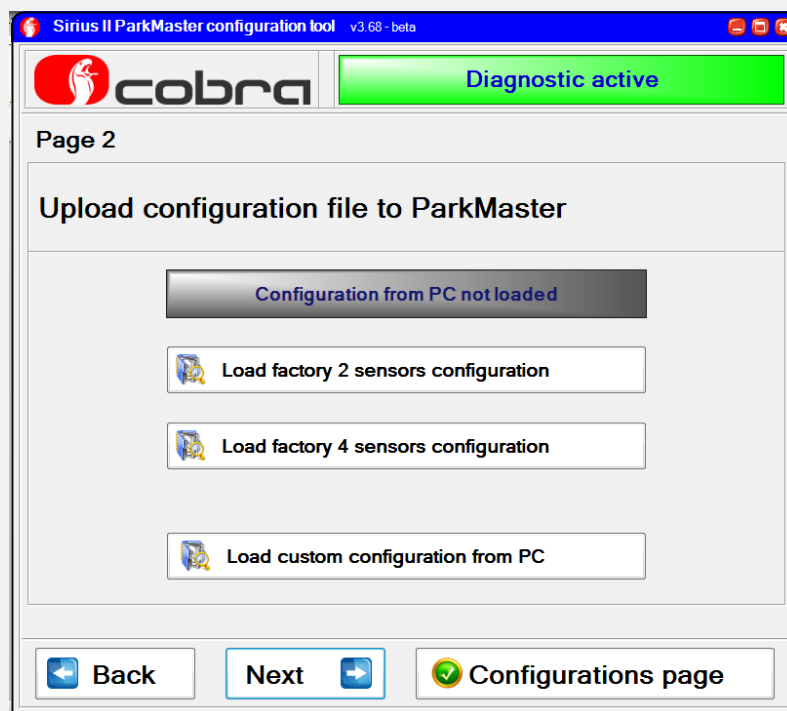 Sirius II ParkMaster configuration tool v3.68 - beta
cobra
Diagnostic active
Page 2
Upload configuration file to ParkMaster
Configuration from PC not loaded
Load factory 2 sensors configuration
Load factory 4 sensors configuration
Load custom configuration from PC
Back
Next
Configurations page